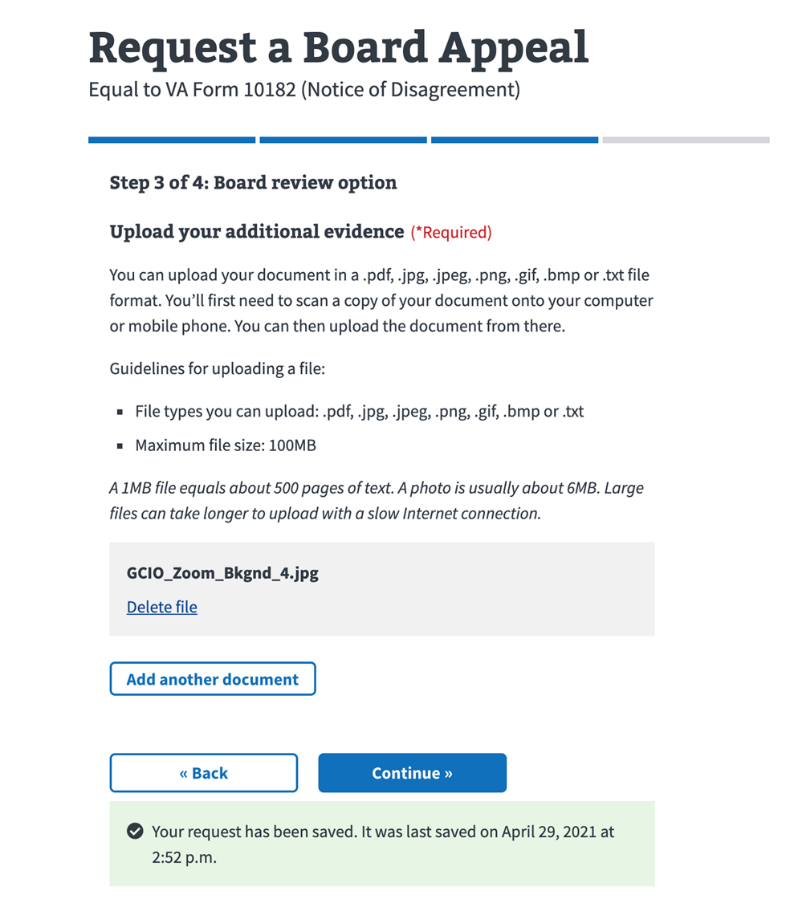 Request a Board Appeal
Equal to VA Form 10182 (Notice of Disagreement)
Step 3 of 4: Board review option
Upload your additional evidence (*Required)
You can upload your document in a .pdf, .jpg, .jpeg, .png, .gif, .bmp or .txt file
format. You’ll first need to scan a copy of your document onto your computer
or mobile phone. You can then upload the document from there.
Guidelines for uploading a file:
▪ File types you can upload: .pdf, .jpg, .jpeg, .png, .gif, .bmp or .txt
▪ Maximum file size: 100MB
A 1MB file equals about 500 pages of text. A photo is usually about 6MB. Large
files can take longer to upload with a slow Internet connection.
GCIO_Zoom_Bkgnd_4.jpg
Delete file
Add another document
« Back
Continue »
Your request has been saved. It was last saved on April 29, 2021 at
2:52 p.m.